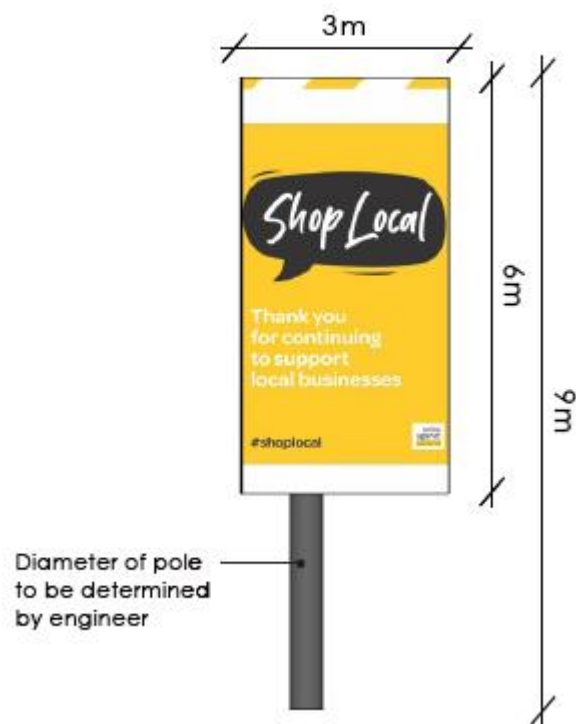 3m
6m
9m
Shop Local
Thank you
for continuing
to support
local businesses
#shoplocal
Diameter of pole
to be determined
by engineer